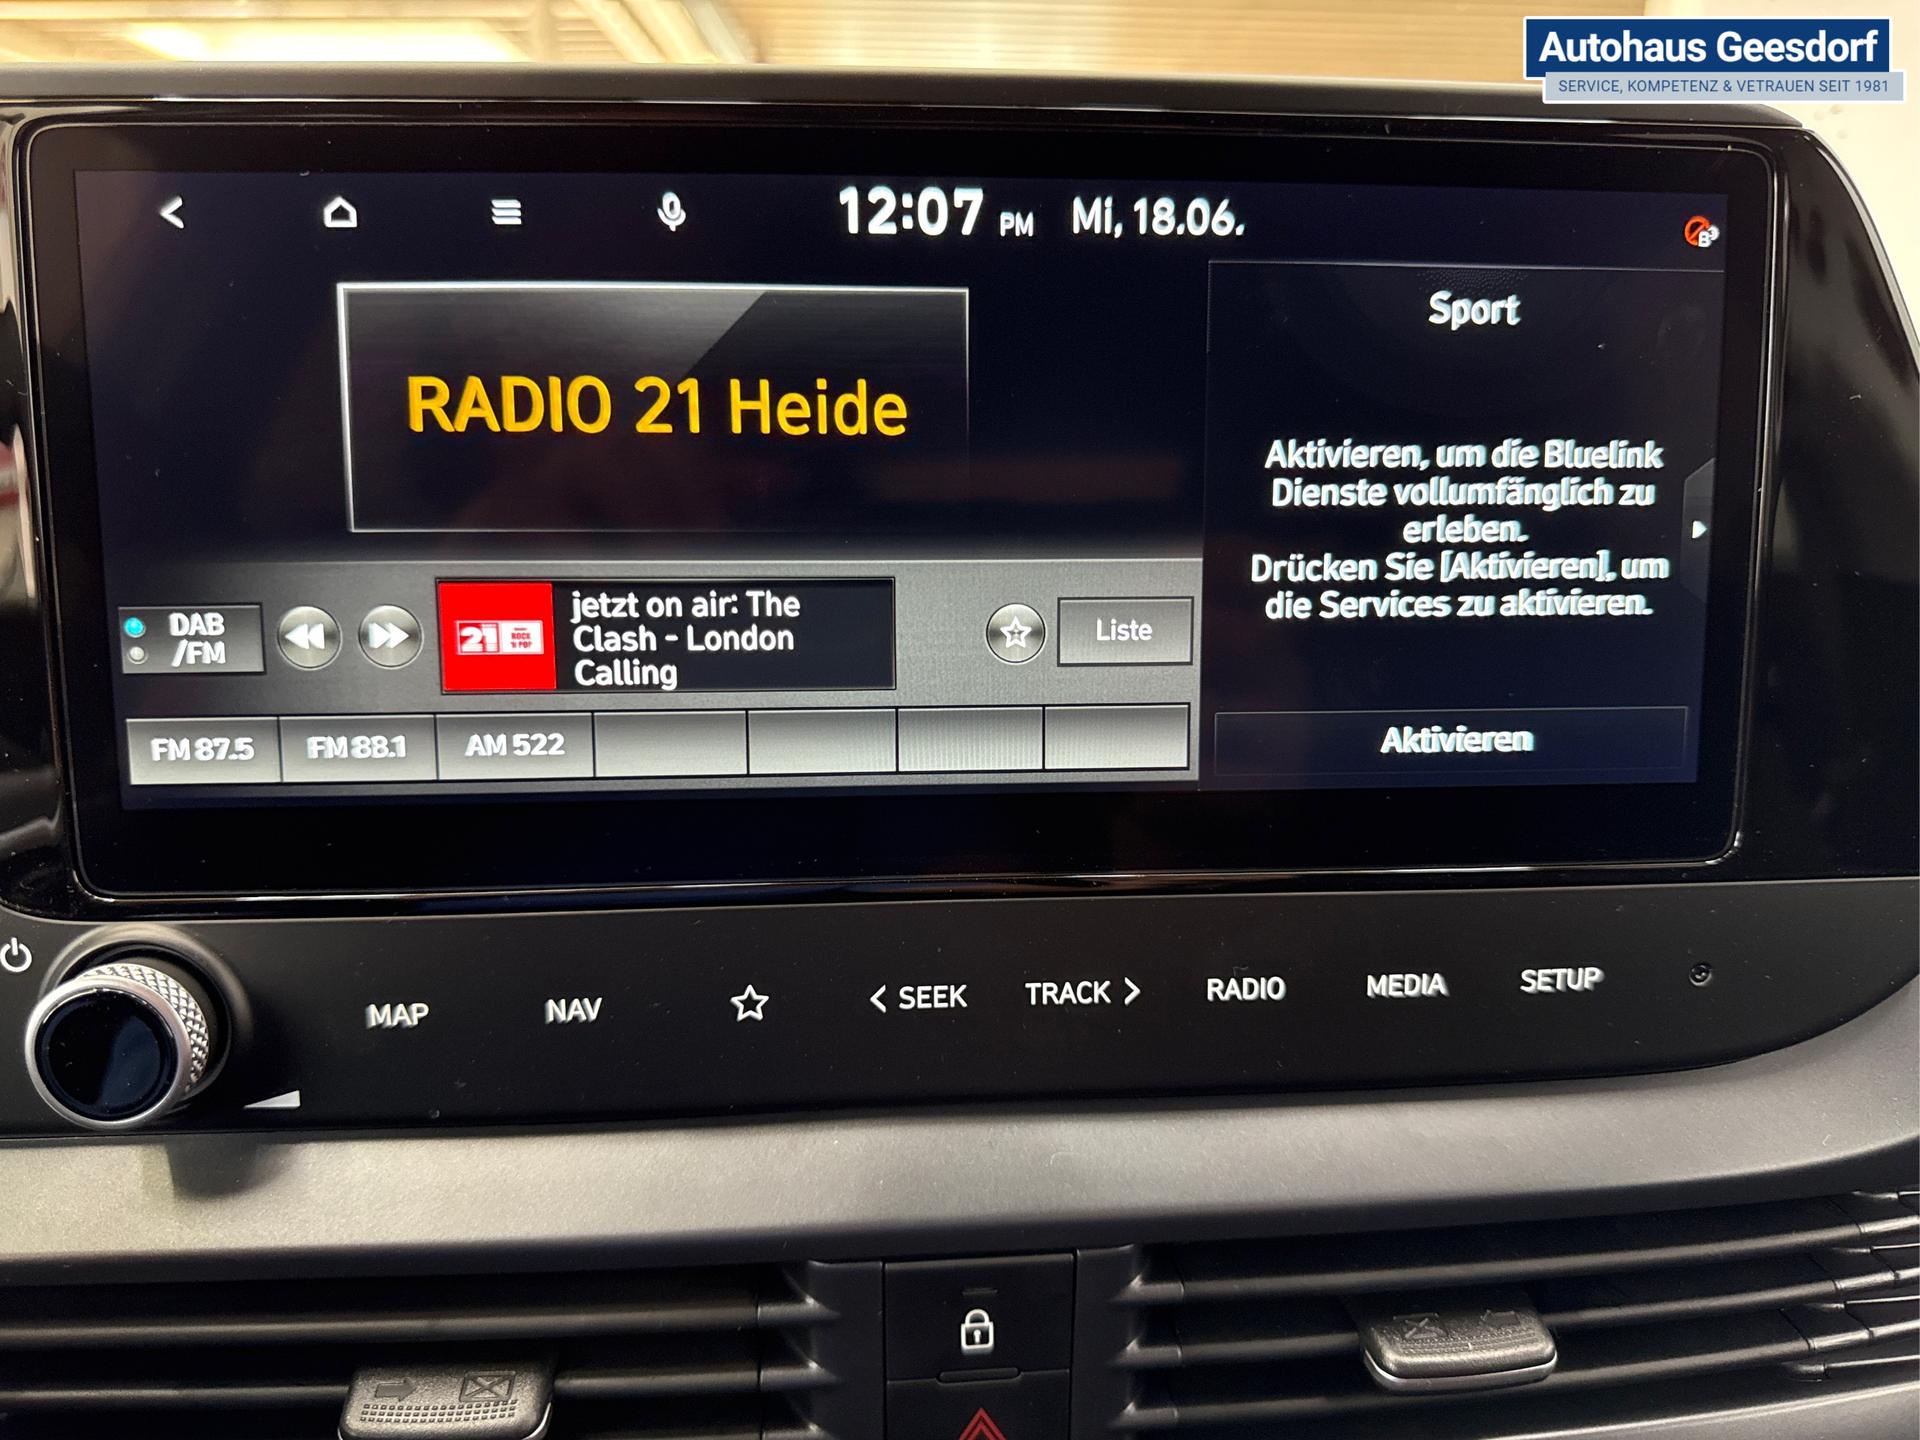 Autohaus Geesdorf
SERVICE, KOMPETENZ & VETRAUEN SEIT 1981
12:07 PM Mi, 18.06.
RADIO 21 Heide
Sport
Aktivieren, um die Bluelink
Dienste vollumfänglich zu
erleben.
Drücken Sie [Aktivieren], um
die Services zu aktivieren.
Aktivieren
DAB
/FM
21
ROCK
'N POP
jetzt on air: The
Clash - London
Calling
Liste
FM 87.5
FM 88.1
AM 522
MAP
NAV
< SEEK
TRACK >
RADIO
MEDIA
SETUP